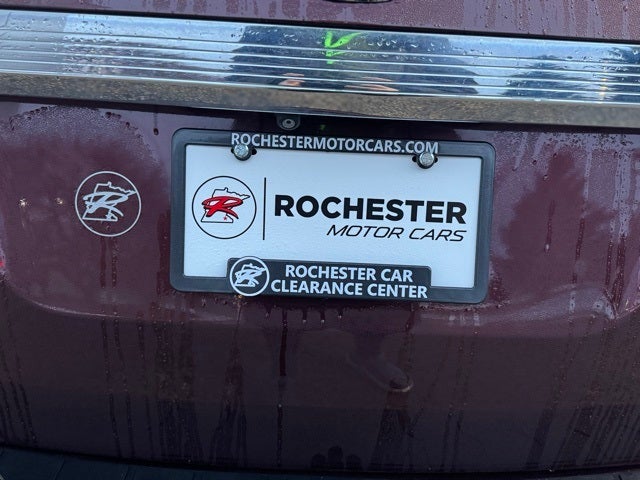 ROCHESTERMOTORCARS.COM
R
R
ROCHESTER
MOTOR CARS
R
ROCHESTER CAR
CLEARANCE CENTER